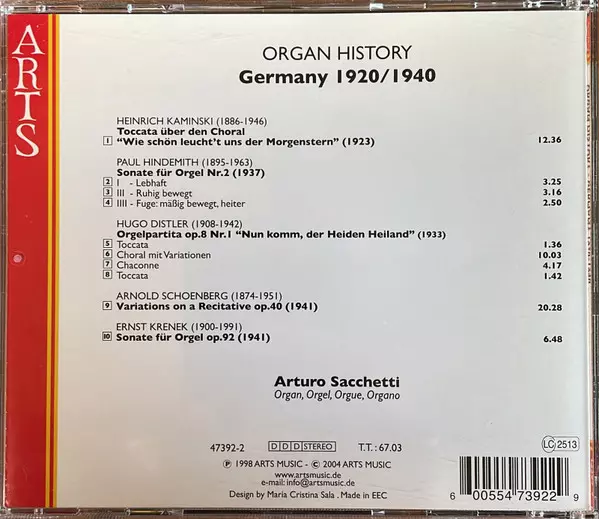 ARTS
ORGAN HISTORY
Germany 1920/1940
HEINRICH KAMINSKI (1886-1946)
Toccata über den Choral
1 “Wie schön leucht’t uns der Morgenstern” (1923) 12.36
PAUL HINDEMITH (1895-1963)
Sonate für Orgel Nr.2 (1937)
2 I - Lebhaft 3.25
3 III - Ruhig bewegt 3.16
4 IIII - Fuge: mäßig bewegt, heiter 2.50
HUGO DISTLER (1908-1942)
Orgelpartita op.8 Nr.1 “Nun komm, der Heiden Heiland” (1933)
5 Toccata 1.36
6 Choral mit Variationen 10.03
7 Chaconne 4.17
8 Toccata 1.42
ARNOLD SCHOENBERG (1874-1951)
9 Variations on a Recitative op.40 (1941) 20.28
ERNST KRENEK (1900-1991)
10 Sonate für Orgel op.92 (1941) 6.48
Arturo Sacchetti
Organ, Orgel, Orgue, Organo
47392-2 DDD STEREO T.T.: 67.03 LC 2513
℗ 1998 ARTS MUSIC - © 2004 ARTS MUSIC
www.artsmusic.de
e-mail: info@artsmusic.de
Design by Maria Cristina Sala . Made in EEC
6 00554 73922 9